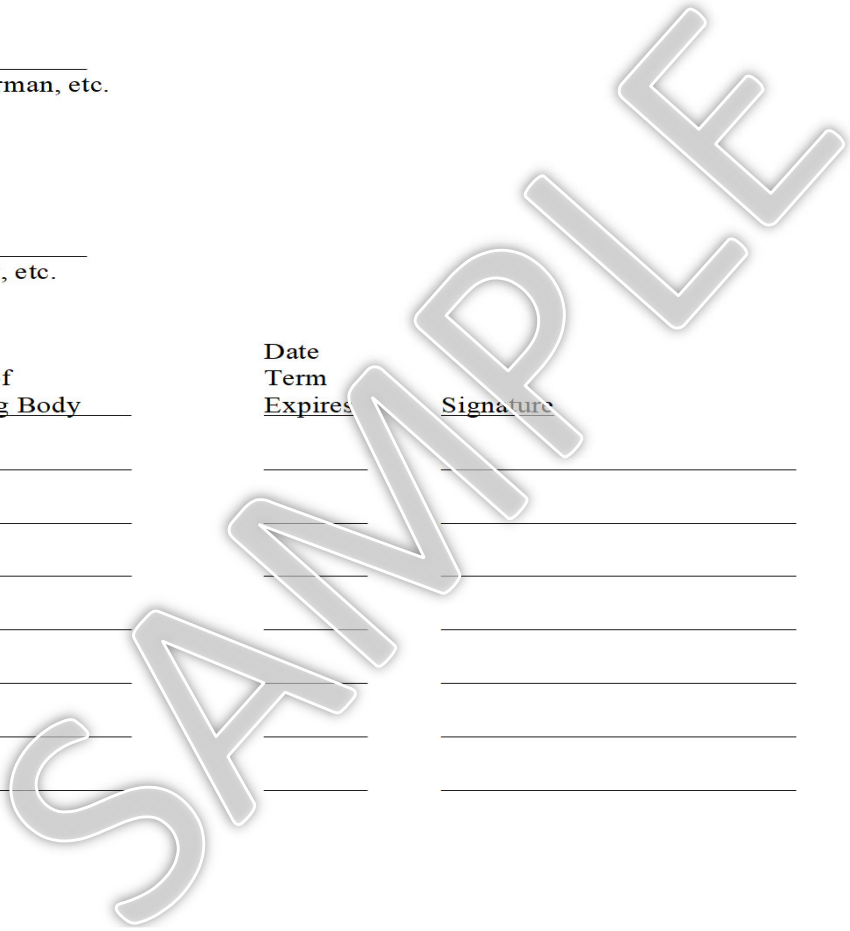 rman, etc.
, etc.
Date
f
Term
g Body
Expires
Signature
SAMPLE